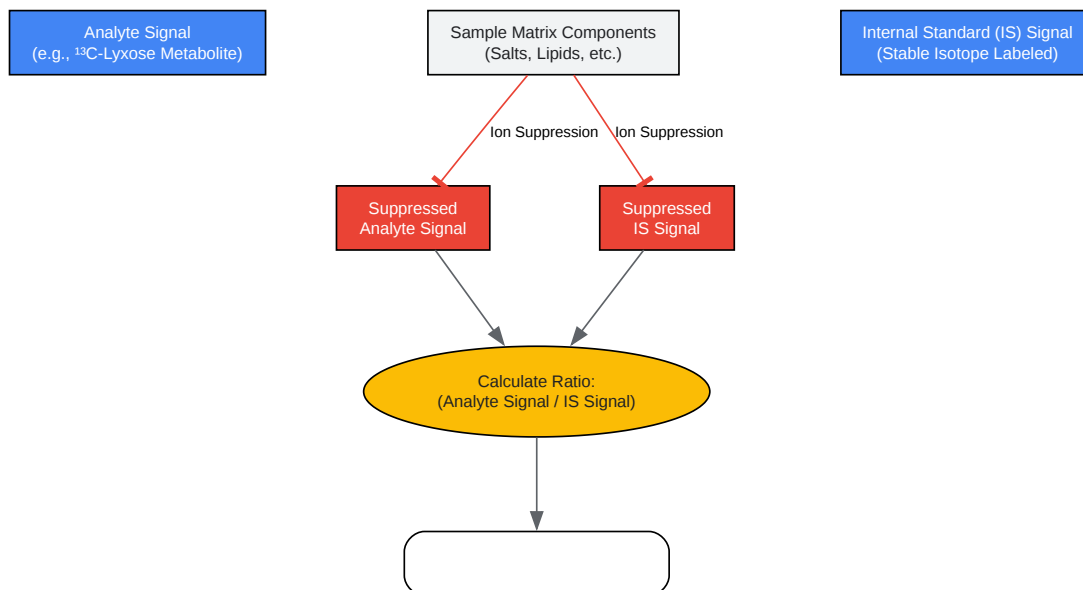 Analyte Signal
(e.g., ¹³C-Lyxose Metabolite)
Sample Matrix Components
(Salts, Lipids, etc.)
Internal Standard (IS) Signal
(Stable Isotope Labeled)
Ion Suppression
Ion Suppression
Suppressed
Analyte Signal
Suppressed
IS Signal
Calculate Ratio:
(Analyte Signal / IS Signal)